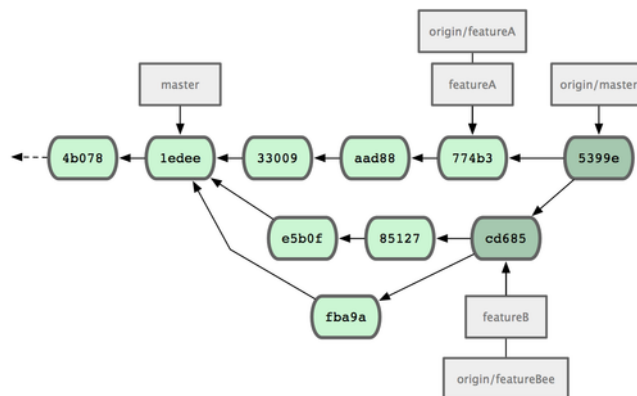 origin/featureA
master
featureA
origin/master
4b078
1edee
33009
aad88
774b3
5399e
e5b0f
85127
cd685
fba9a
featureB
origin/featureBee